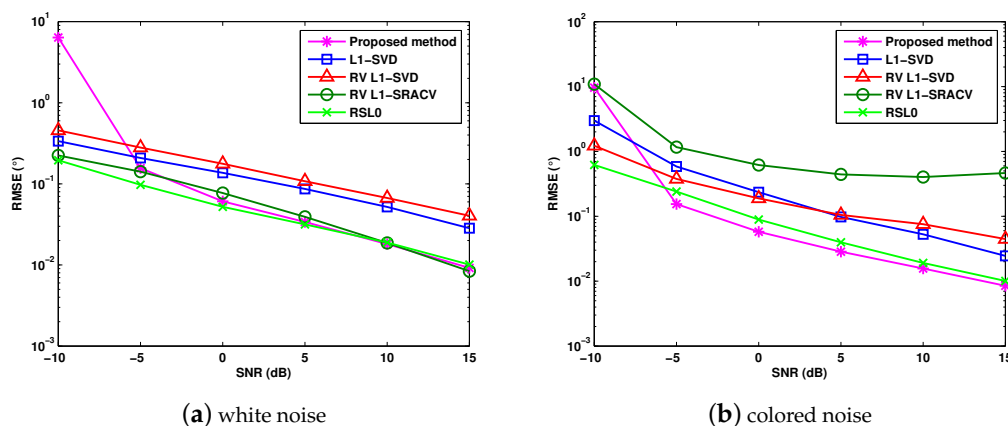 10^1
10^0
10^-1
10^-2
10^-3
RMSE (°)
−10 −5 0 5 10 15
SNR (dB)
Proposed method
L1−SVD
RV L1−SVD
RV L1−SRACV
RSL0
(a) white noise
10^2
10^1
10^0
10^-1
10^-2
10^-3
RMSE (°)
−10 −5 0 5 10 15
SNR (dB)
Proposed method
L1−SVD
RV L1−SVD
RV L1−SRACV
RSL0
(b) colored noise